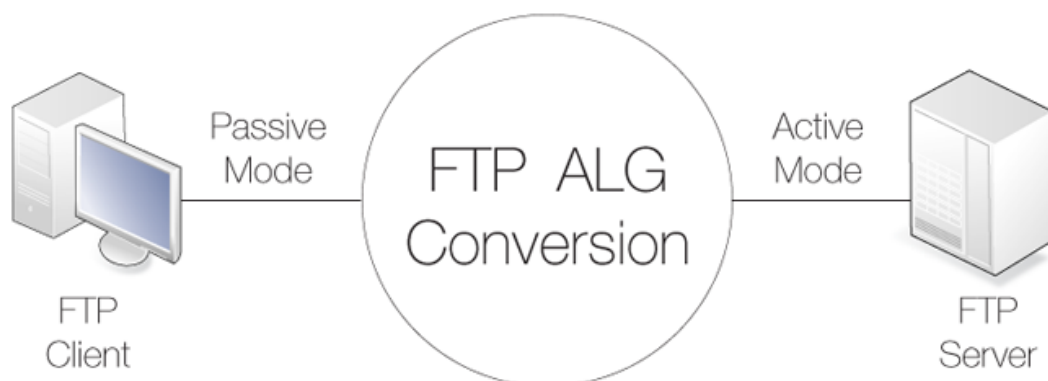 Passive
Mode
FTP ALG
Conversion
Active
Mode
FTP
Client
FTP
Server